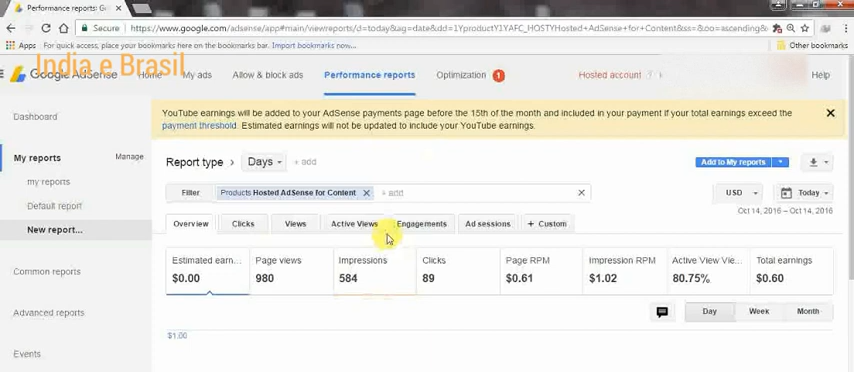 Performance reports: Go
Secure
https://www.google.com/adsense/app#main/viewreports/d=today&ag=date&dd=1YproductY1YAFC_HOSTYHosted+AdSense+for+Content&ss=&oo=ascending&
Apps For quick access, place your bookmarks here on the bookmarks bar. Import bookmarks now... Other bookmarks
India e Brasil
Google AdSense Home My ads Allow & block ads Performance reports Optimization 1 Hosted account Help
YouTube earnings will be added to your AdSense payments page before the 15th of the month and included in your payment if your total earnings exceed the
payment threshold. Estimated earnings will not be updated to include your YouTube earnings.
Dashboard
My reports Manage
my reports
Default report
New report...
Common reports
Advanced reports
Events
Report type Days + add Add to My reports
Filter Products Hosted AdSense for Content + add USD Today
Oct 14, 2016 – Oct 14, 2016
Overview Clicks Views Active Views Engagements Ad sessions + Custom
Estimated earn... Page views Impressions Clicks Page RPM Impression RPM Active View Vie... Total earnings
$0.00 980 584 89 $0.61 $1.02 80.75% $0.60
Day Week Month
$1.00